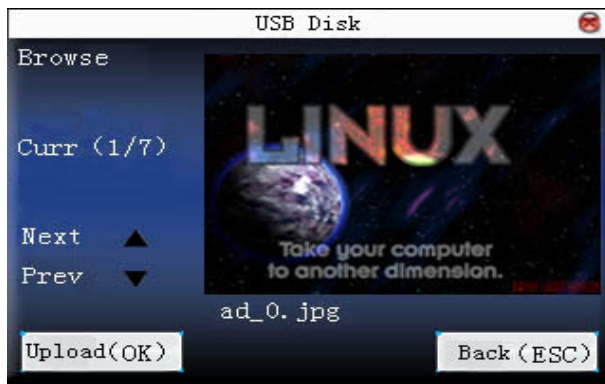 USB Disk
Browse
Curr (1/7)
Next
Prev
LINUX
Take your computer
to another dimension.
ad_0.jpg
Upload(OK)
Back(ESC)